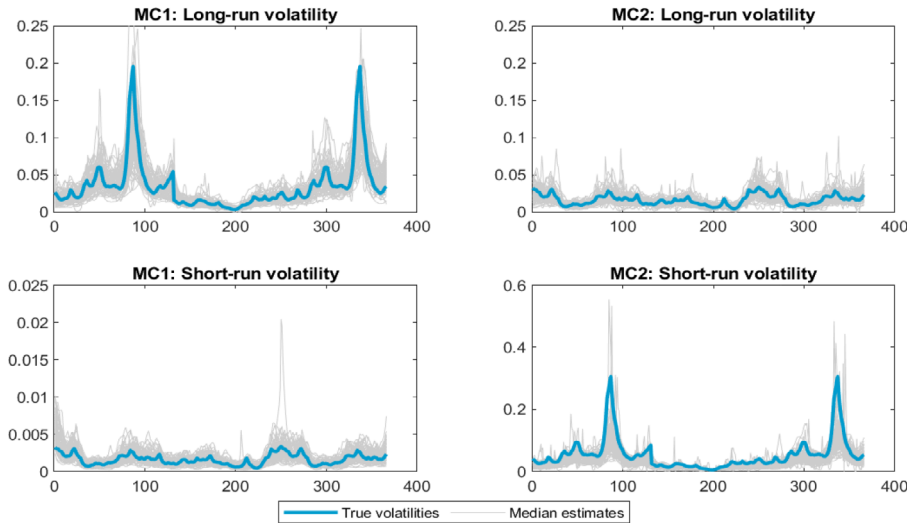 MC1: Long-run volatility
0.25
0.2
0.15
0.1
0.05
0
0 100 200 300 400
MC2: Long-run volatility
0.25
0.2
0.15
0.1
0.05
0
0 100 200 300 400
MC1: Short-run volatility
0.025
0.02
0.015
0.01
0.005
0
0 100 200 300 400
MC2: Short-run volatility
0.6
0.4
0.2
0
0 100 200 300 400
True volatilities Median estimates